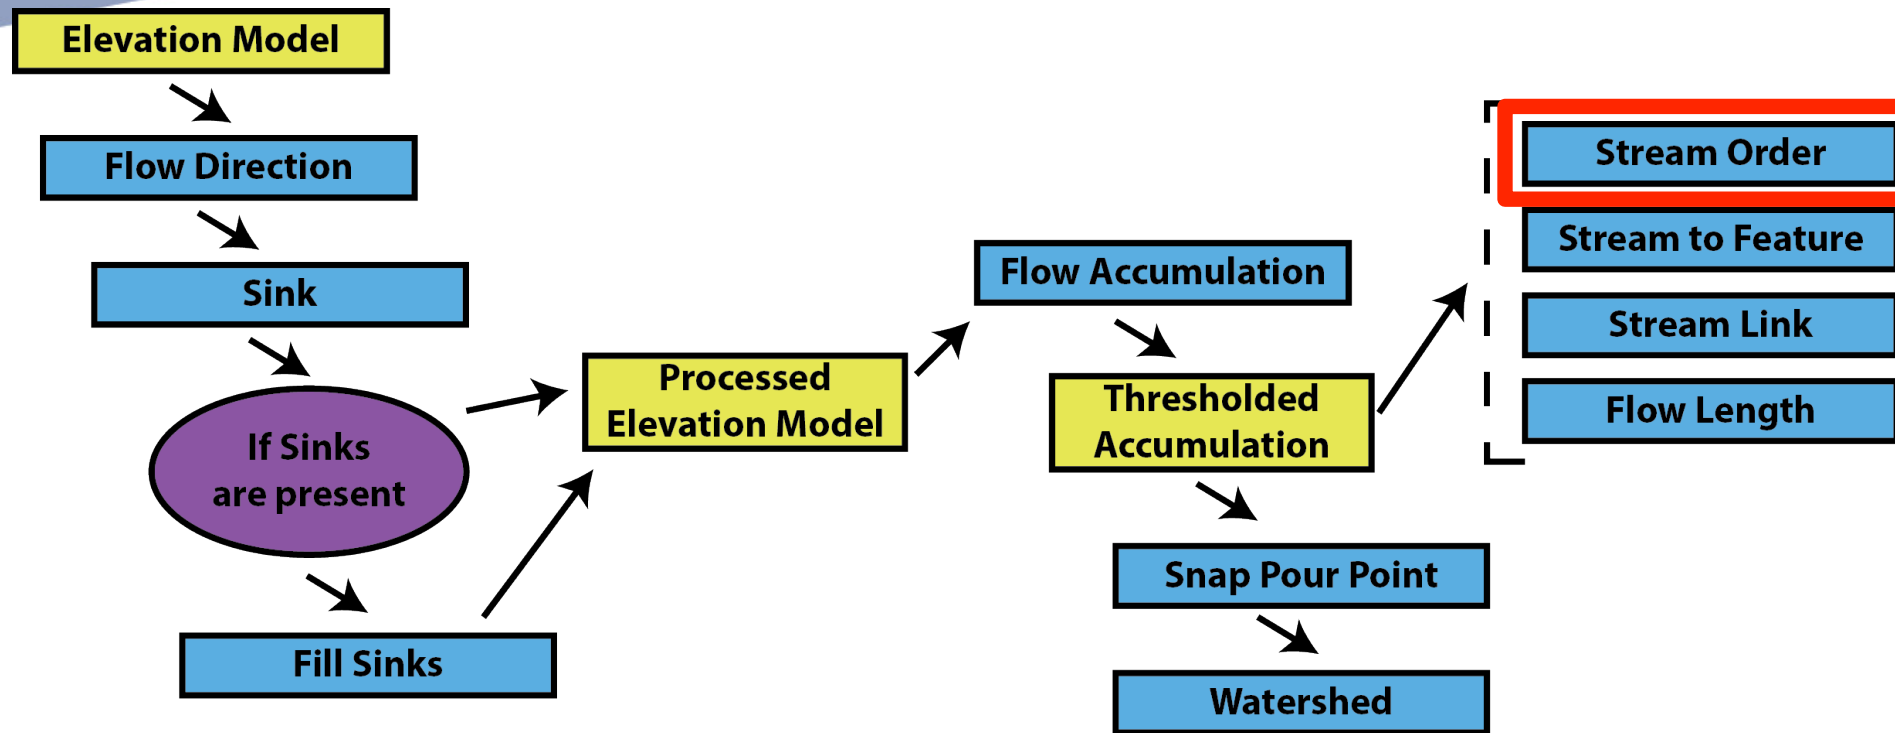 Elevation Model
Flow Direction
Sink
If Sinks
are present
Fill Sinks
Processed
Elevation Model
Flow Accumulation
Thresholded
Accumulation
Snap Pour Point
Watershed
Stream Order
Stream to Feature
Stream Link
Flow Length